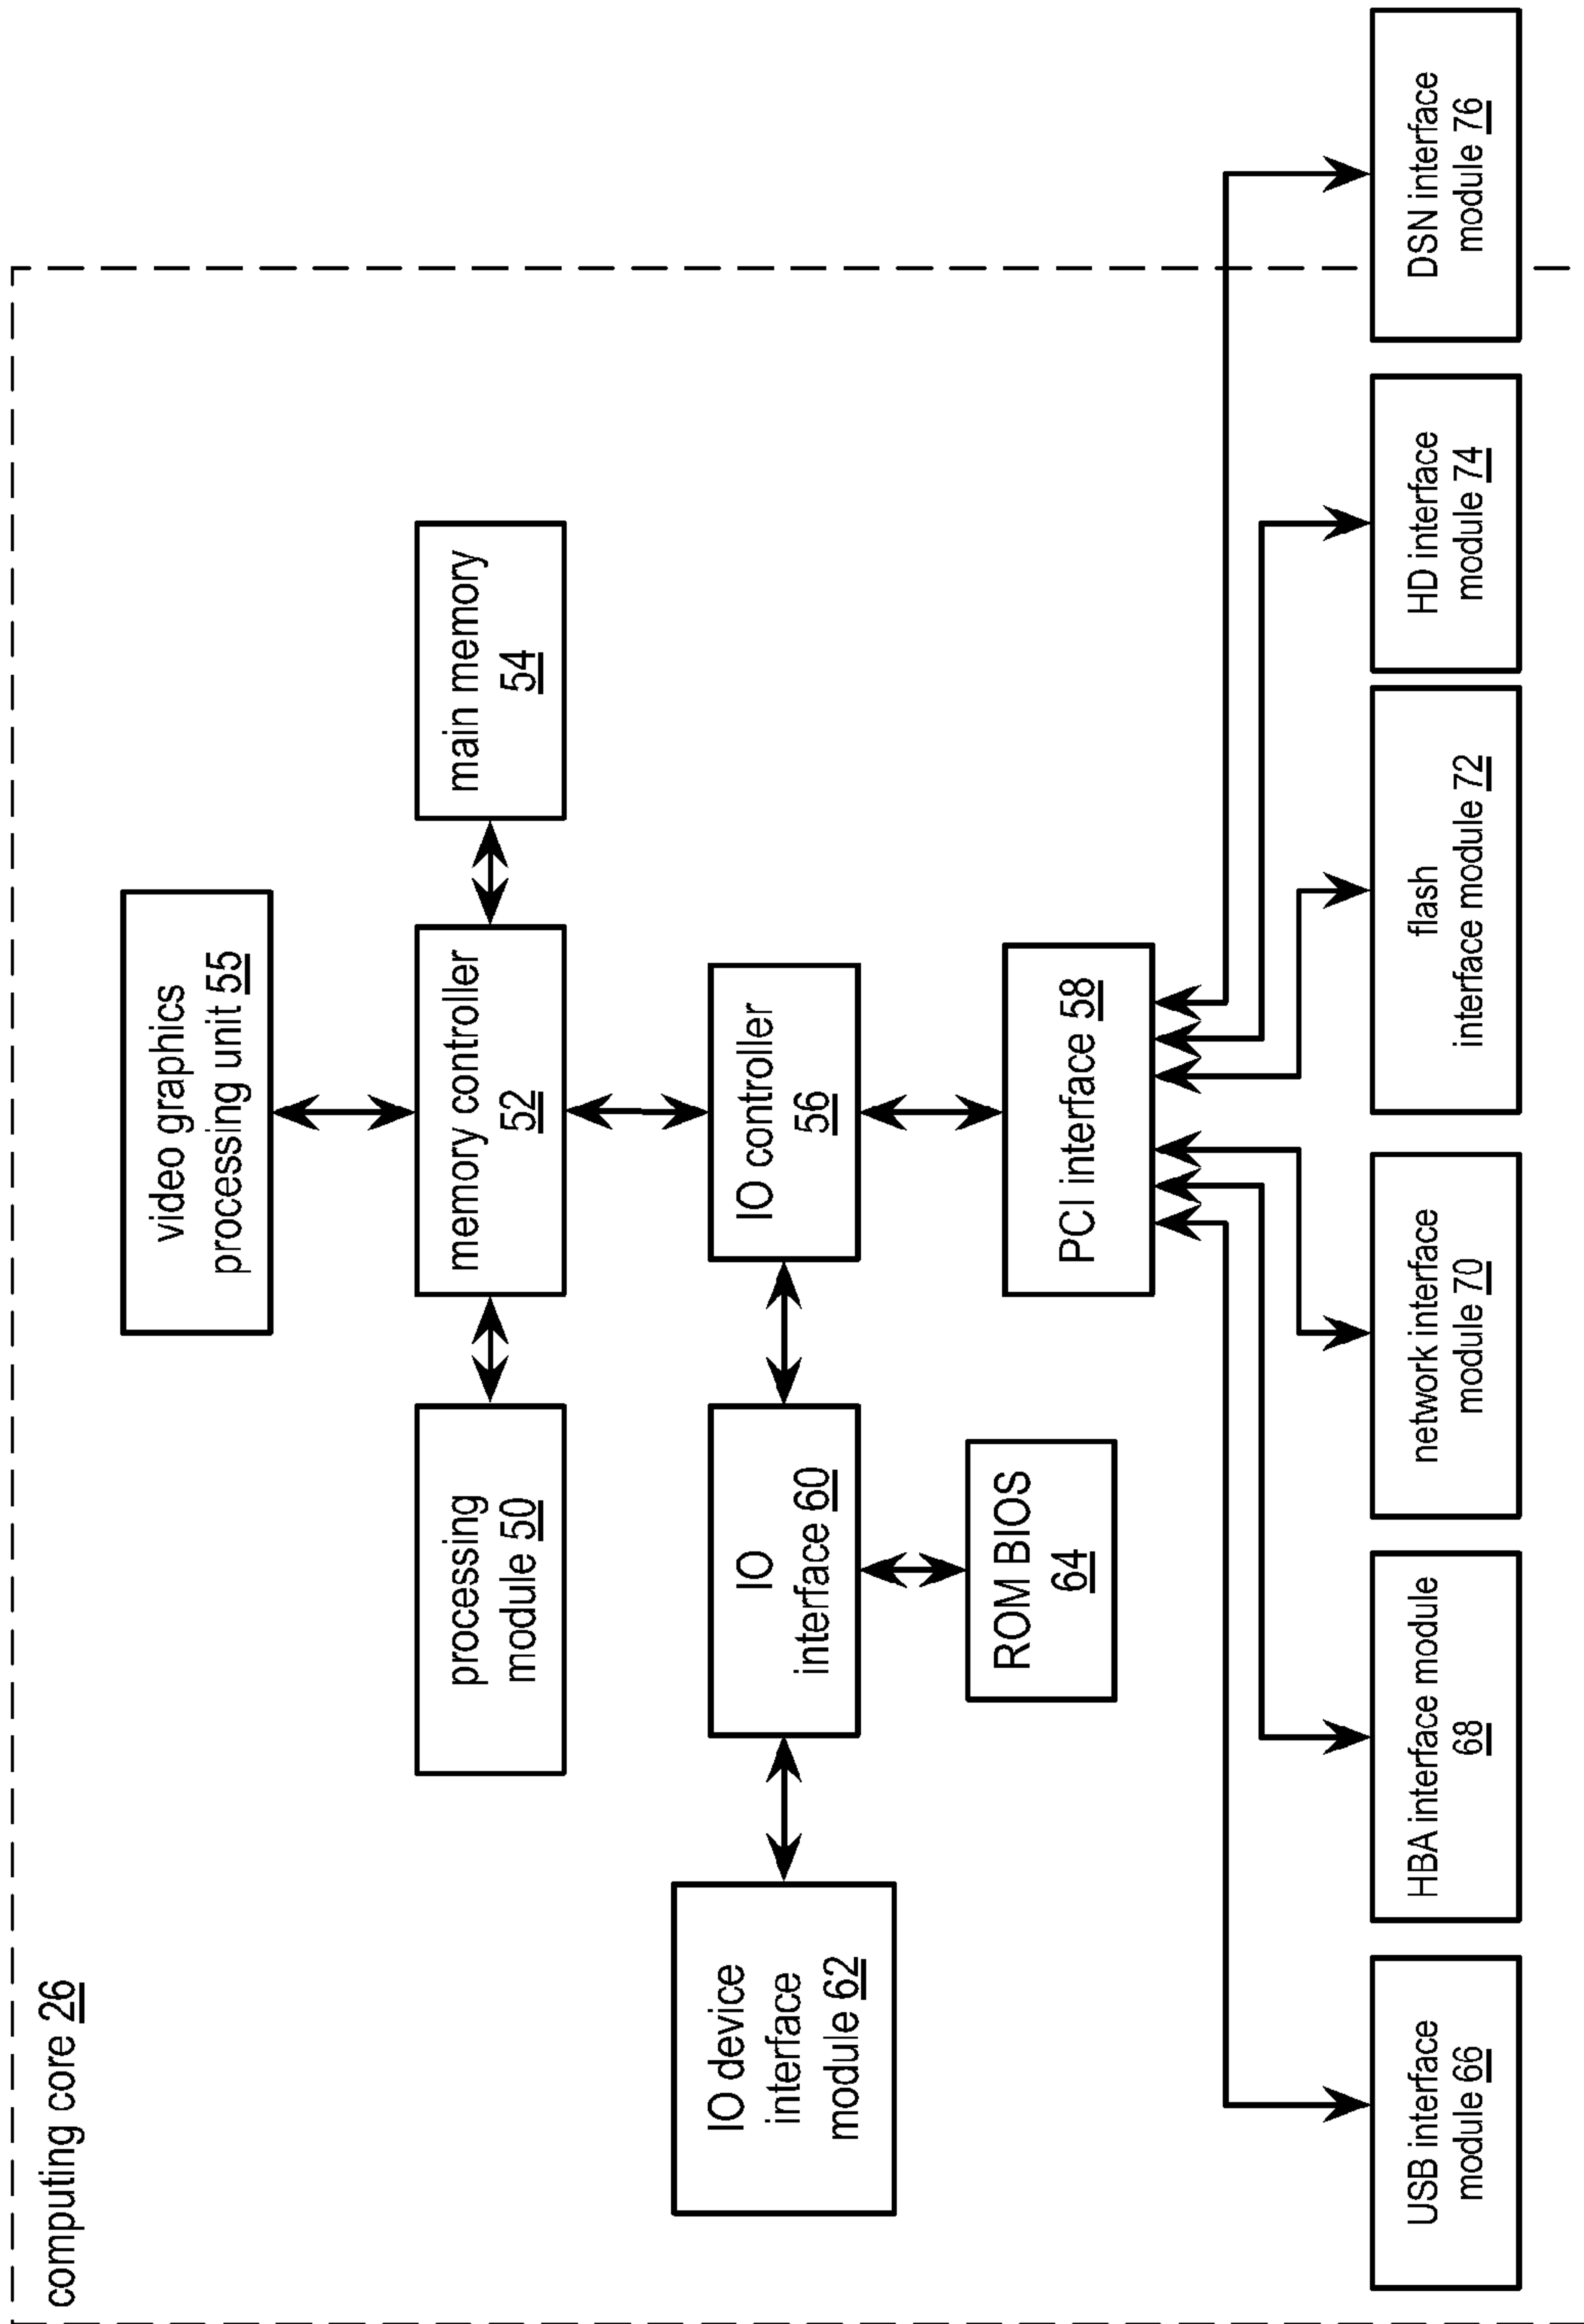 computing core 26
video graphics
processing unit 55
processing
module 50
memory controller
52
main memory
54
IO device
interface
module 62
IO
interface 60
IO controller
56
ROM BIOS
64
PCI interface 58
USB interface
module 66
HBA interface module
68
network interface
module 70
flash
interface module 72
HD interface
module 74
DSN interface
module 76